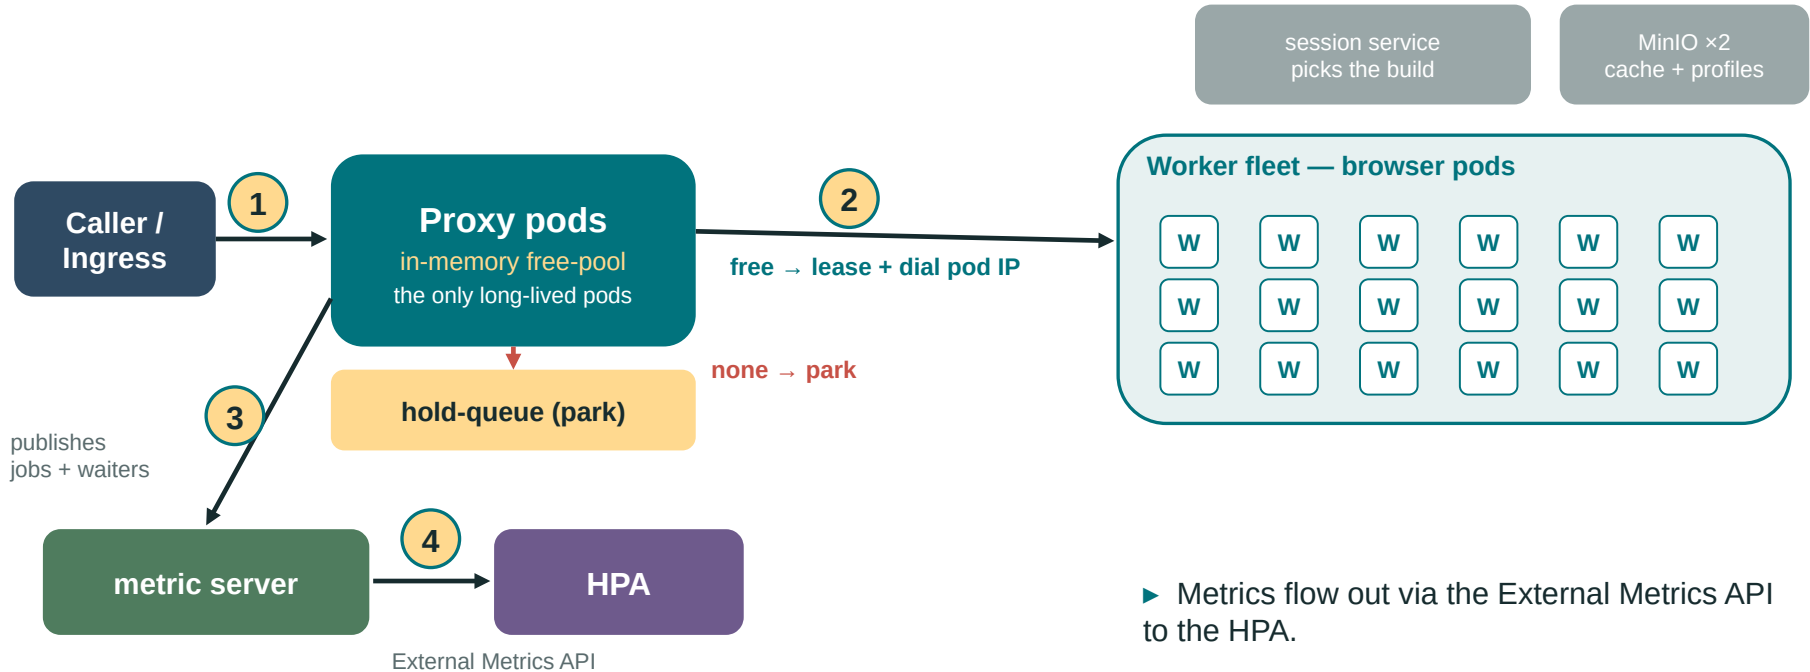 session service
picks the build
MinIO ×2
cache + profiles
Caller /
Ingress
1
Proxy pods
in-memory free-pool
the only long-lived pods
2
free → lease + dial pod IP
Worker fleet — browser pods
W W W W W W
W W W W W W
W W W W W W
none → park
hold-queue (park)
3
publishes
jobs + waiters
metric server
4
HPA
External Metrics API
► Metrics flow out via the External Metrics API
to the HPA.